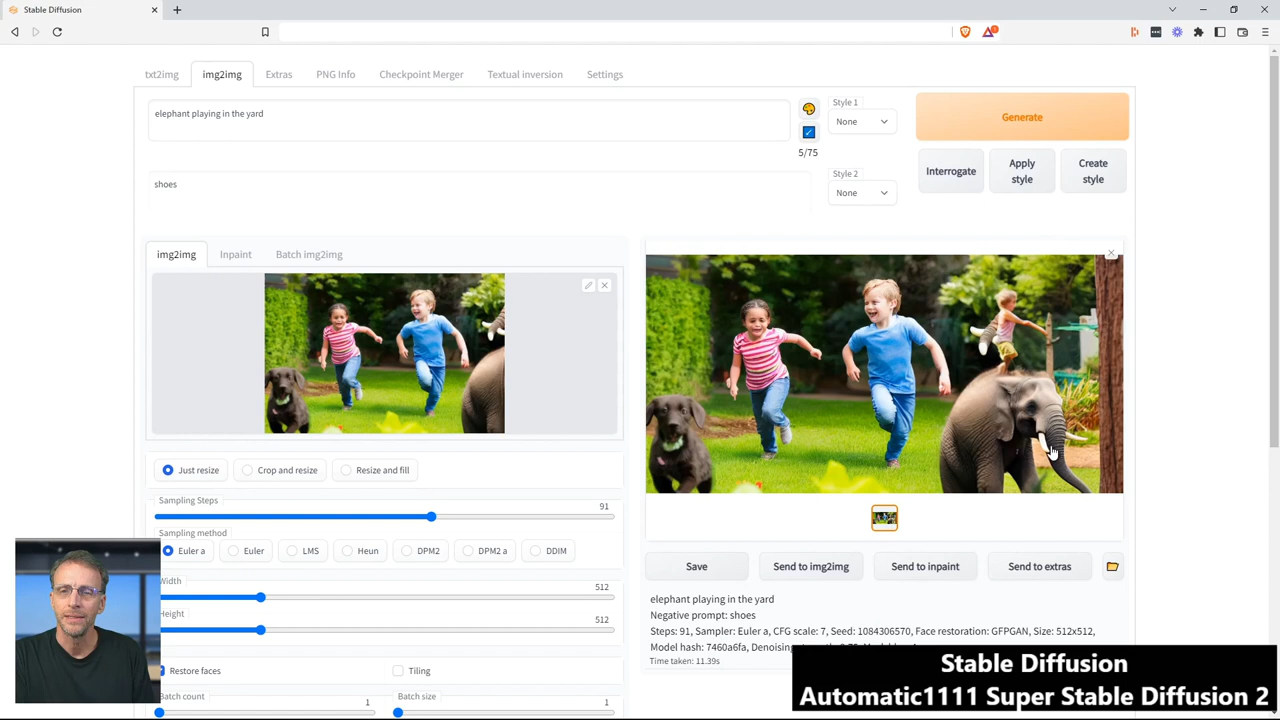 Stable Diffusion
txt2img
img2img
Extras
PNG Info
Checkpoint Merger
Textual inversion
Settings
elephant playing in the yard
5/75
Style 1
None
Generate
Interrogate
Apply style
Create style
shoes
Style 2
None
img2img
Inpaint
Batch img2img
Just resize
Crop and resize
Resize and fill
Sampling Steps
91
Sampling method
Euler a
Euler
LMS
Heun
DPM2
DPM2 a
DDIM
Width
512
Height
512
Restore faces
Tiling
Batch count
1
Batch size
1
Save
Send to img2img
Send to inpaint
Send to extras
elephant playing in the yard
Negative prompt: shoes
Steps: 91, Sampler: Euler a, CFG scale: 7, Seed: 1084306570, Face restoration: GFPGAN, Size: 512x512,
Model hash: 7460a6fa,
Time taken: 11.39s
Stable Diffusion
Automatic1111 Super Stable Diffusion 2